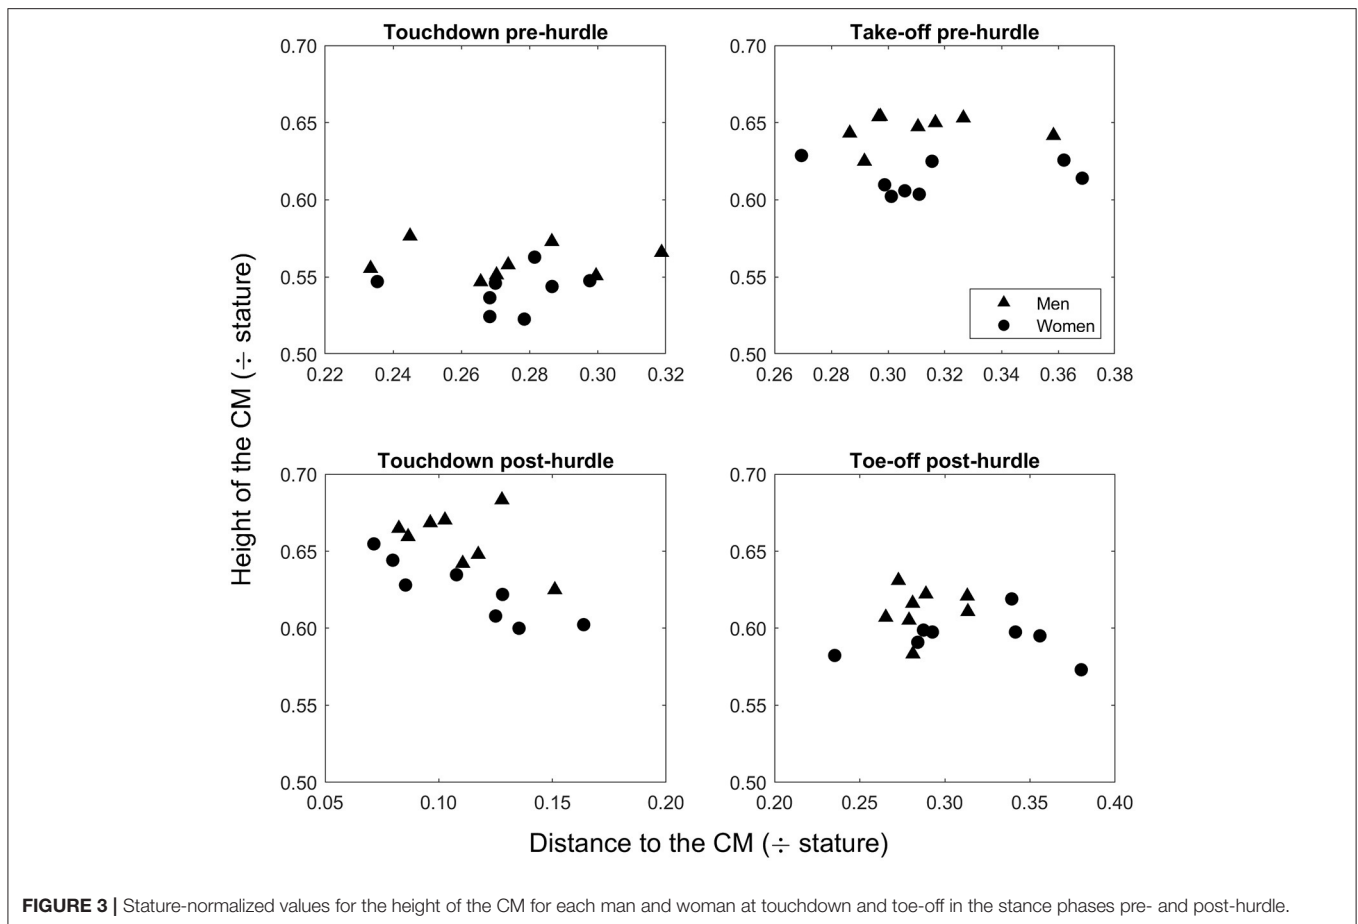 Touchdown pre-hurdle
0.70
0.65
0.60
0.55
0.50
0.22 0.24 0.26 0.28 0.30 0.32
Take-off pre-hurdle
0.70
0.65
0.60
0.55
0.50
Men
Women
0.26 0.28 0.30 0.32 0.34 0.36 0.38
Height of the CM (÷ stature)
Touchdown post-hurdle
0.70
0.65
0.60
0.55
0.50
0.05 0.10 0.15 0.20
Toe-off post-hurdle
0.70
0.65
0.60
0.55
0.50
0.20 0.25 0.30 0.35 0.40
Distance to the CM (÷ stature)
FIGURE 3 | Stature-normalized values for the height of the CM for each man and woman at touchdown and toe-off in the stance phases pre- and post-hurdle.